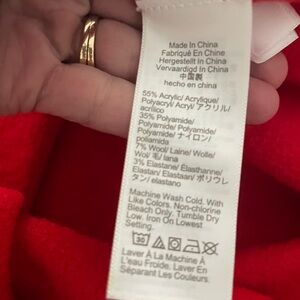 Made In China
Fabriqué En Chine
Hergestellt In China
Vervaardigd In China
中国製
hecho en china
55% Acrylic/ Acrylique/
Polyacryl/ Acryl/ アクリル/
acrílico
35% Polyamide/
Polyamide/ Polyamid/
Polyamide/ ナイロン/
poliamida
7% Wool/ Laine/ Wolle/
Wol/ 毛/ lana
3% Elastane/ Élasthanne/
Elastan/ Elastaan/ ポリウレ
タン/ elastano
Machine Wash Cold. With
Like Colors. Non-chlorine
Bleach Only. Tumble Dry
Low. Iron On Lowest
Setting.
30
Laver À La Machine À
L'eau Froide. Laver En
Séparant Les Couleurs.